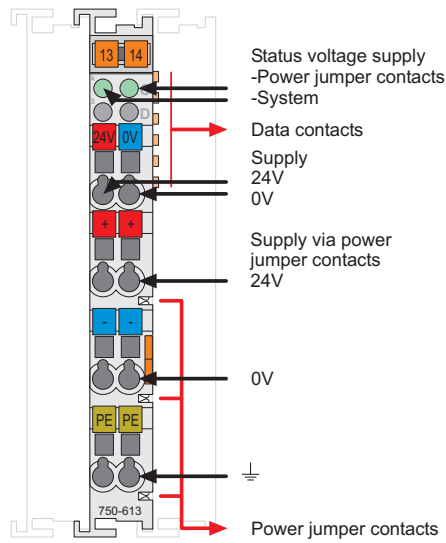 13 14
A C
B D
Status voltage supply
-Power jumper contacts
-System
Data contacts
24V 0V
Supply
24V
0V
+ +
Supply via power
jumper contacts
24V
- -
0V
PE PE
750-613
Power jumper contacts